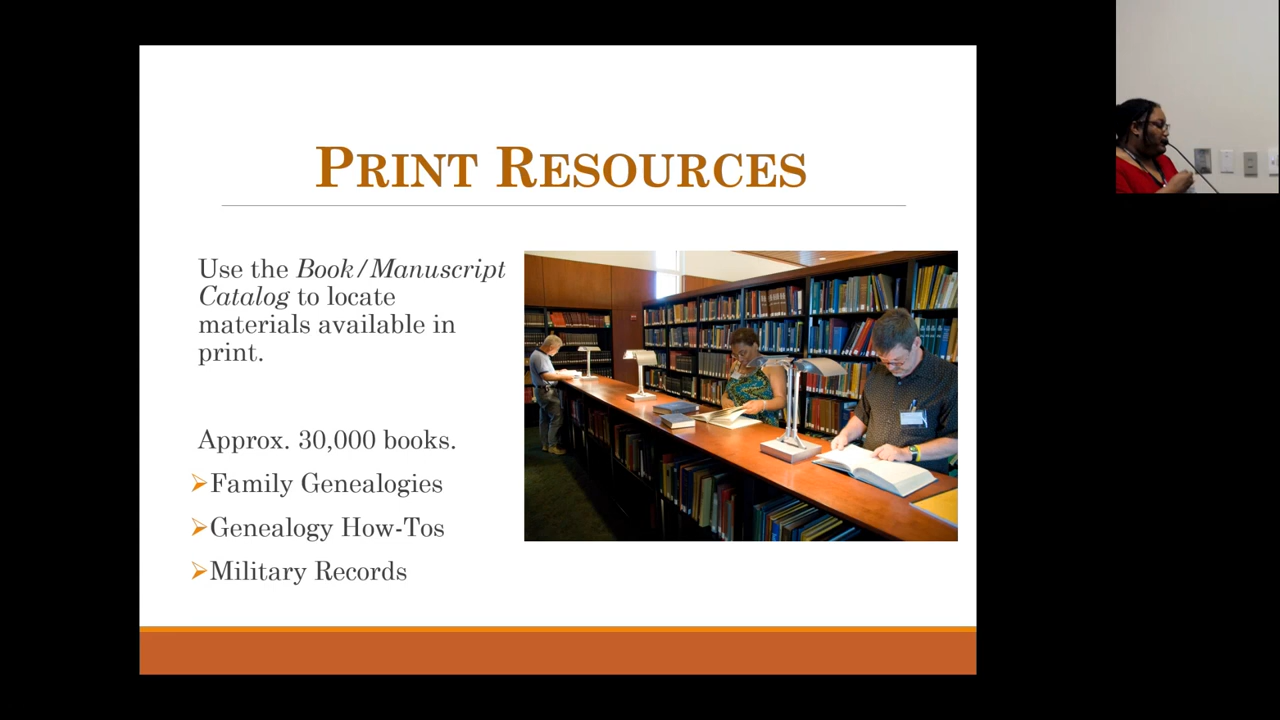 PRINT RESOURCES
Use the Book/Manuscript
Catalog to locate
materials available in
print.
Approx. 30,000 books.
Family Genealogies
Genealogy How-Tos
Military Records